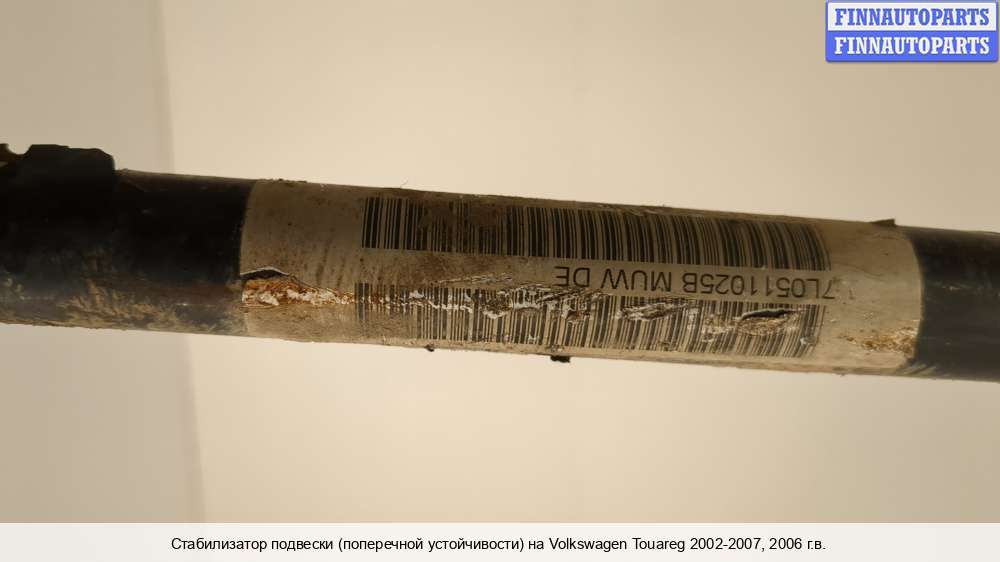 FINNAUTOPARTS
FINNAUTOPARTS
7L0511025B MUW DE
Стабилизатор подвески (поперечной устойчивости) на Volkswagen Touareg 2002-2007, 2006 г.в.